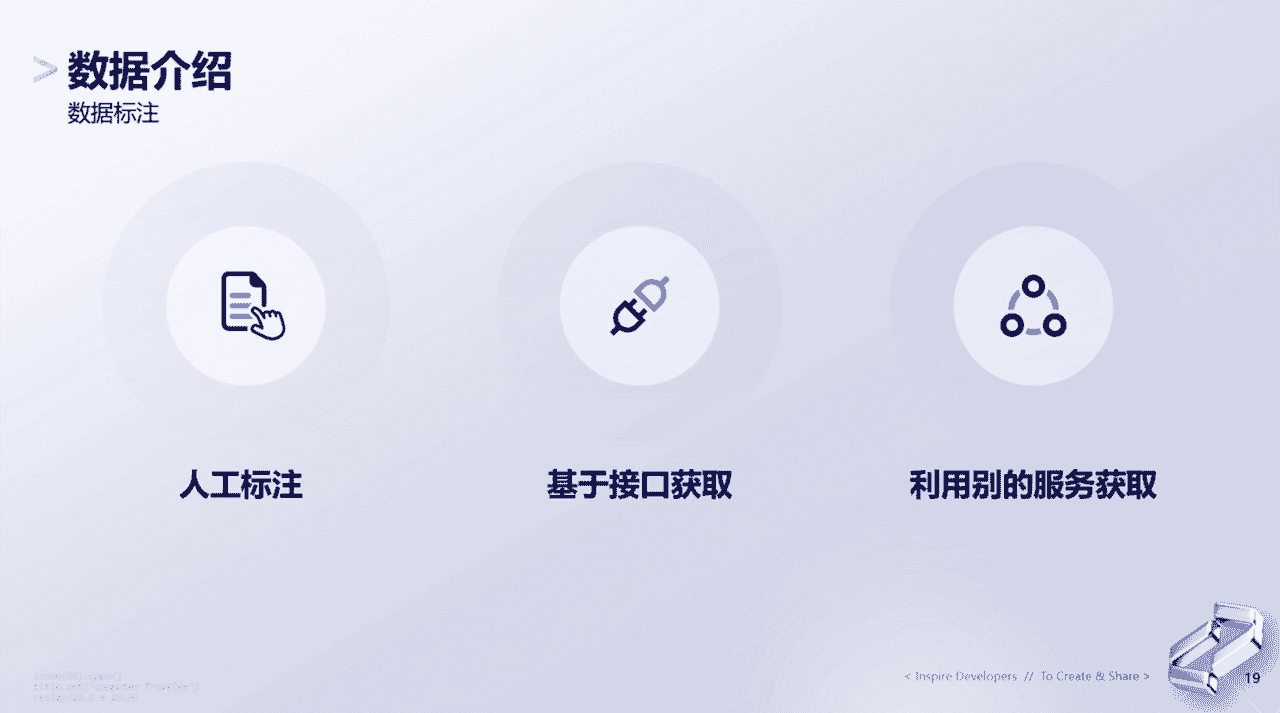 > 数据介绍
数据标注
人工标注
基于接口获取
利用别的服务获取
< Inspire Developers // To Create & Share >
19